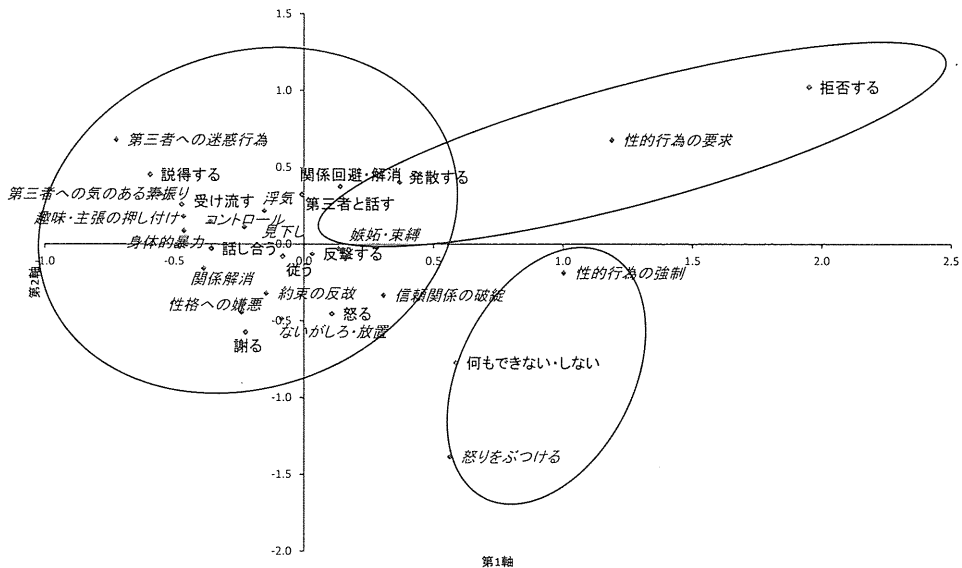 1.5
1.0
拒否する
第三者への迷惑行為
性的行為の要求
0.5
説得する
関係回避・解消
発散する
第三者への気のある素振り
受け流す
浮気
第三者と話す
趣味・主張の押し付け
コントロール
見下し
嫉妬・束縛
身体的暴力
話し合う
0.0
反撃する
-1.0
-0.5
0.0
0.5
1.0
1.5
2.0
2.5
従う
性的行為の強制
第2軸
関係解消
約束の反故
信頼関係の破綻
性格への嫌悪
怒る
-0.5
ないがしろ・放置
謝る
何もできない・しない
-1.0
怒りをぶつける
-1.5
-2.0
第1軸